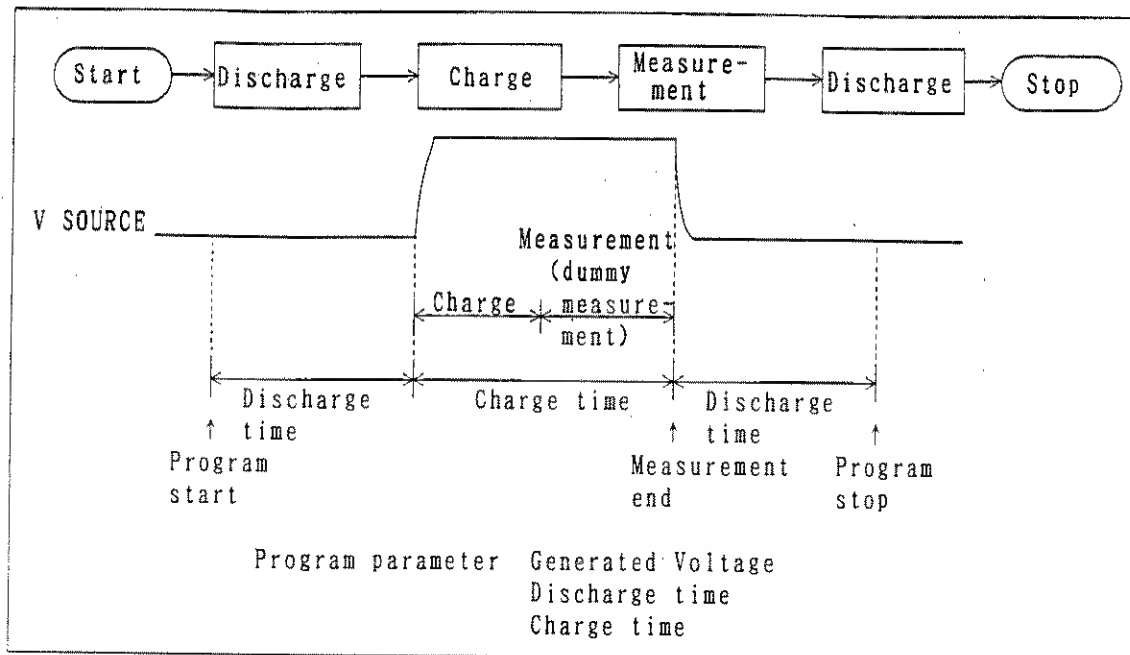 Start
Discharge
Charge
Measure-
ment
Discharge
Stop
V SOURCE
Measurement
(dummy
measure-
ment)
Charge
Discharge
time
Charge time
Discharge
time
↑
Program
start
↑
Measurement
end
↑
Program
stop
Program parameter Generated Voltage
Discharge time
Charge time